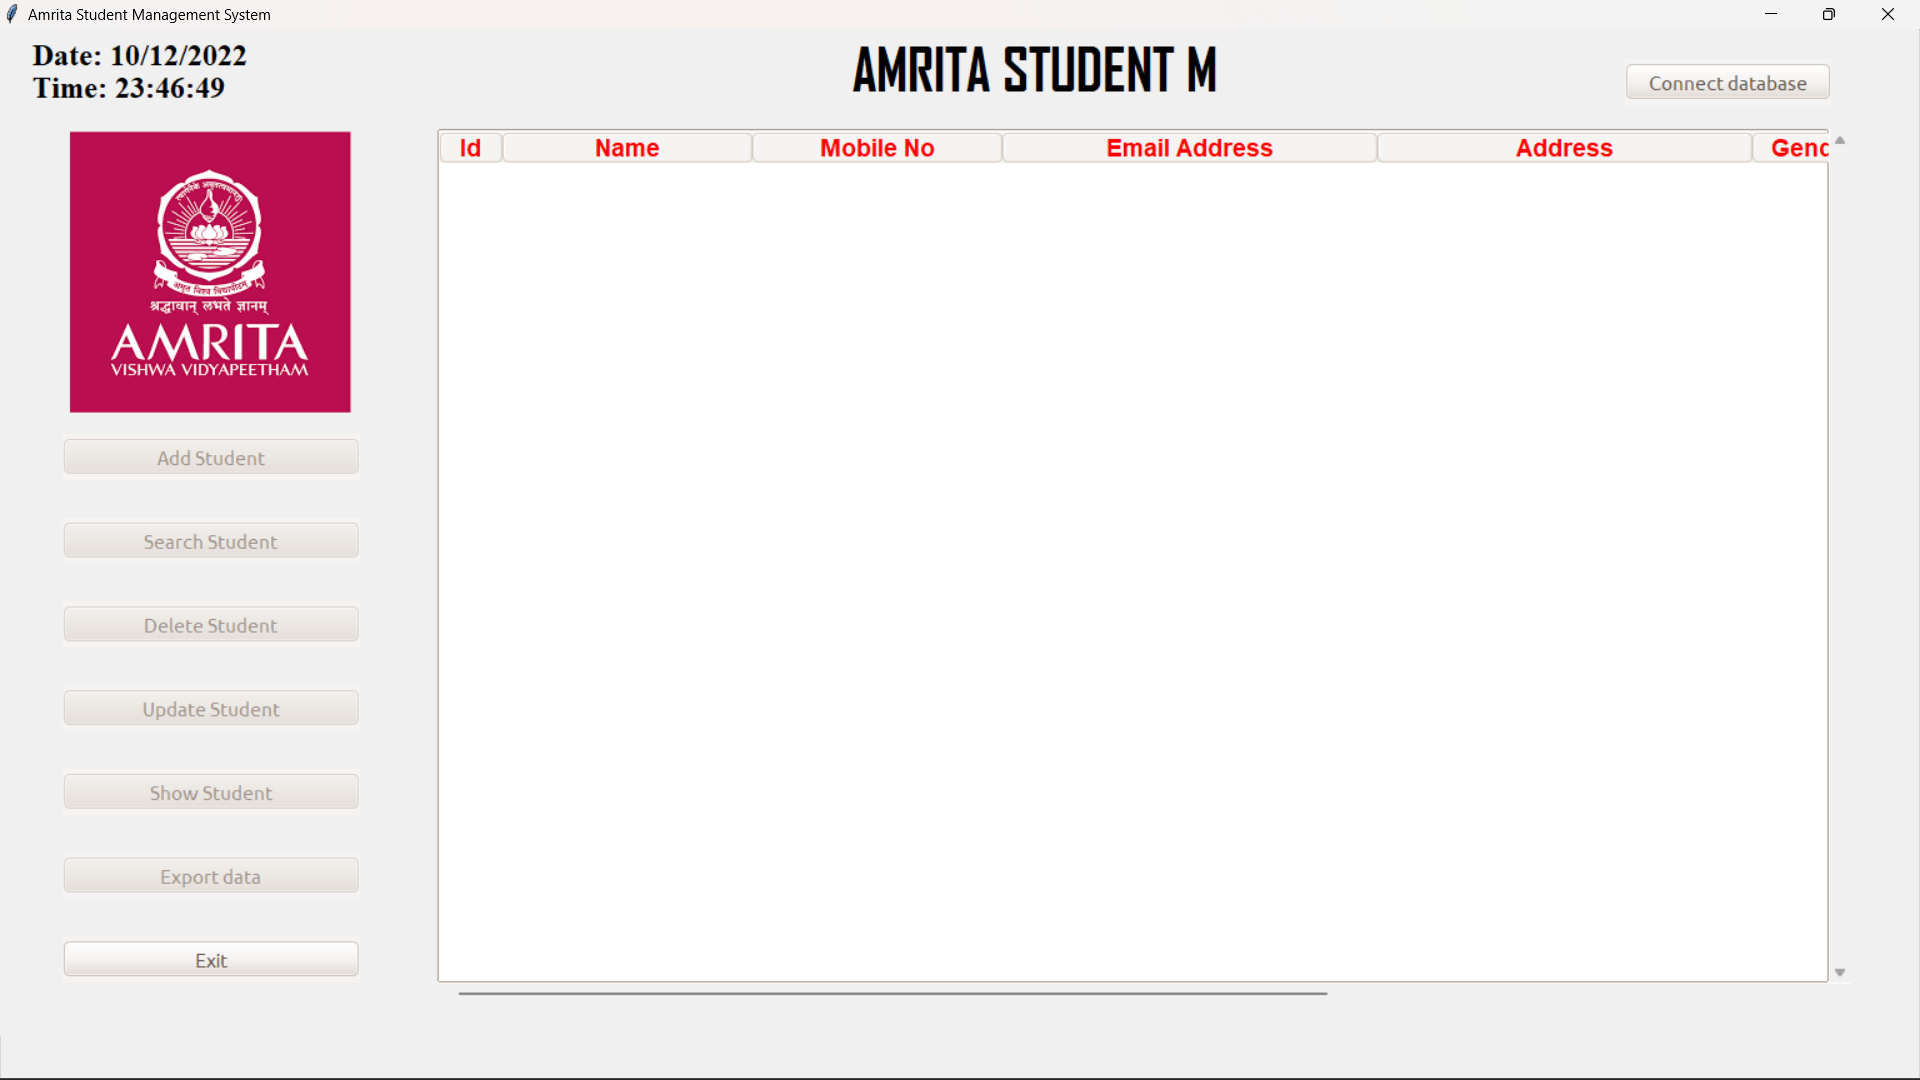 Amrita Student Management System
Date: 10/12/2022
Time: 23:46:49
AMRITA STUDENT M
Connect database
Id Name Mobile No Email Address Address Gend
अमृत विश्व विद्यापीठम्
श्रद्धावान् लभते ज्ञानम्
AMRITA
VISHWA VIDYAPEETHAM
Add Student
Search Student
Delete Student
Update Student
Show Student
Export data
Exit